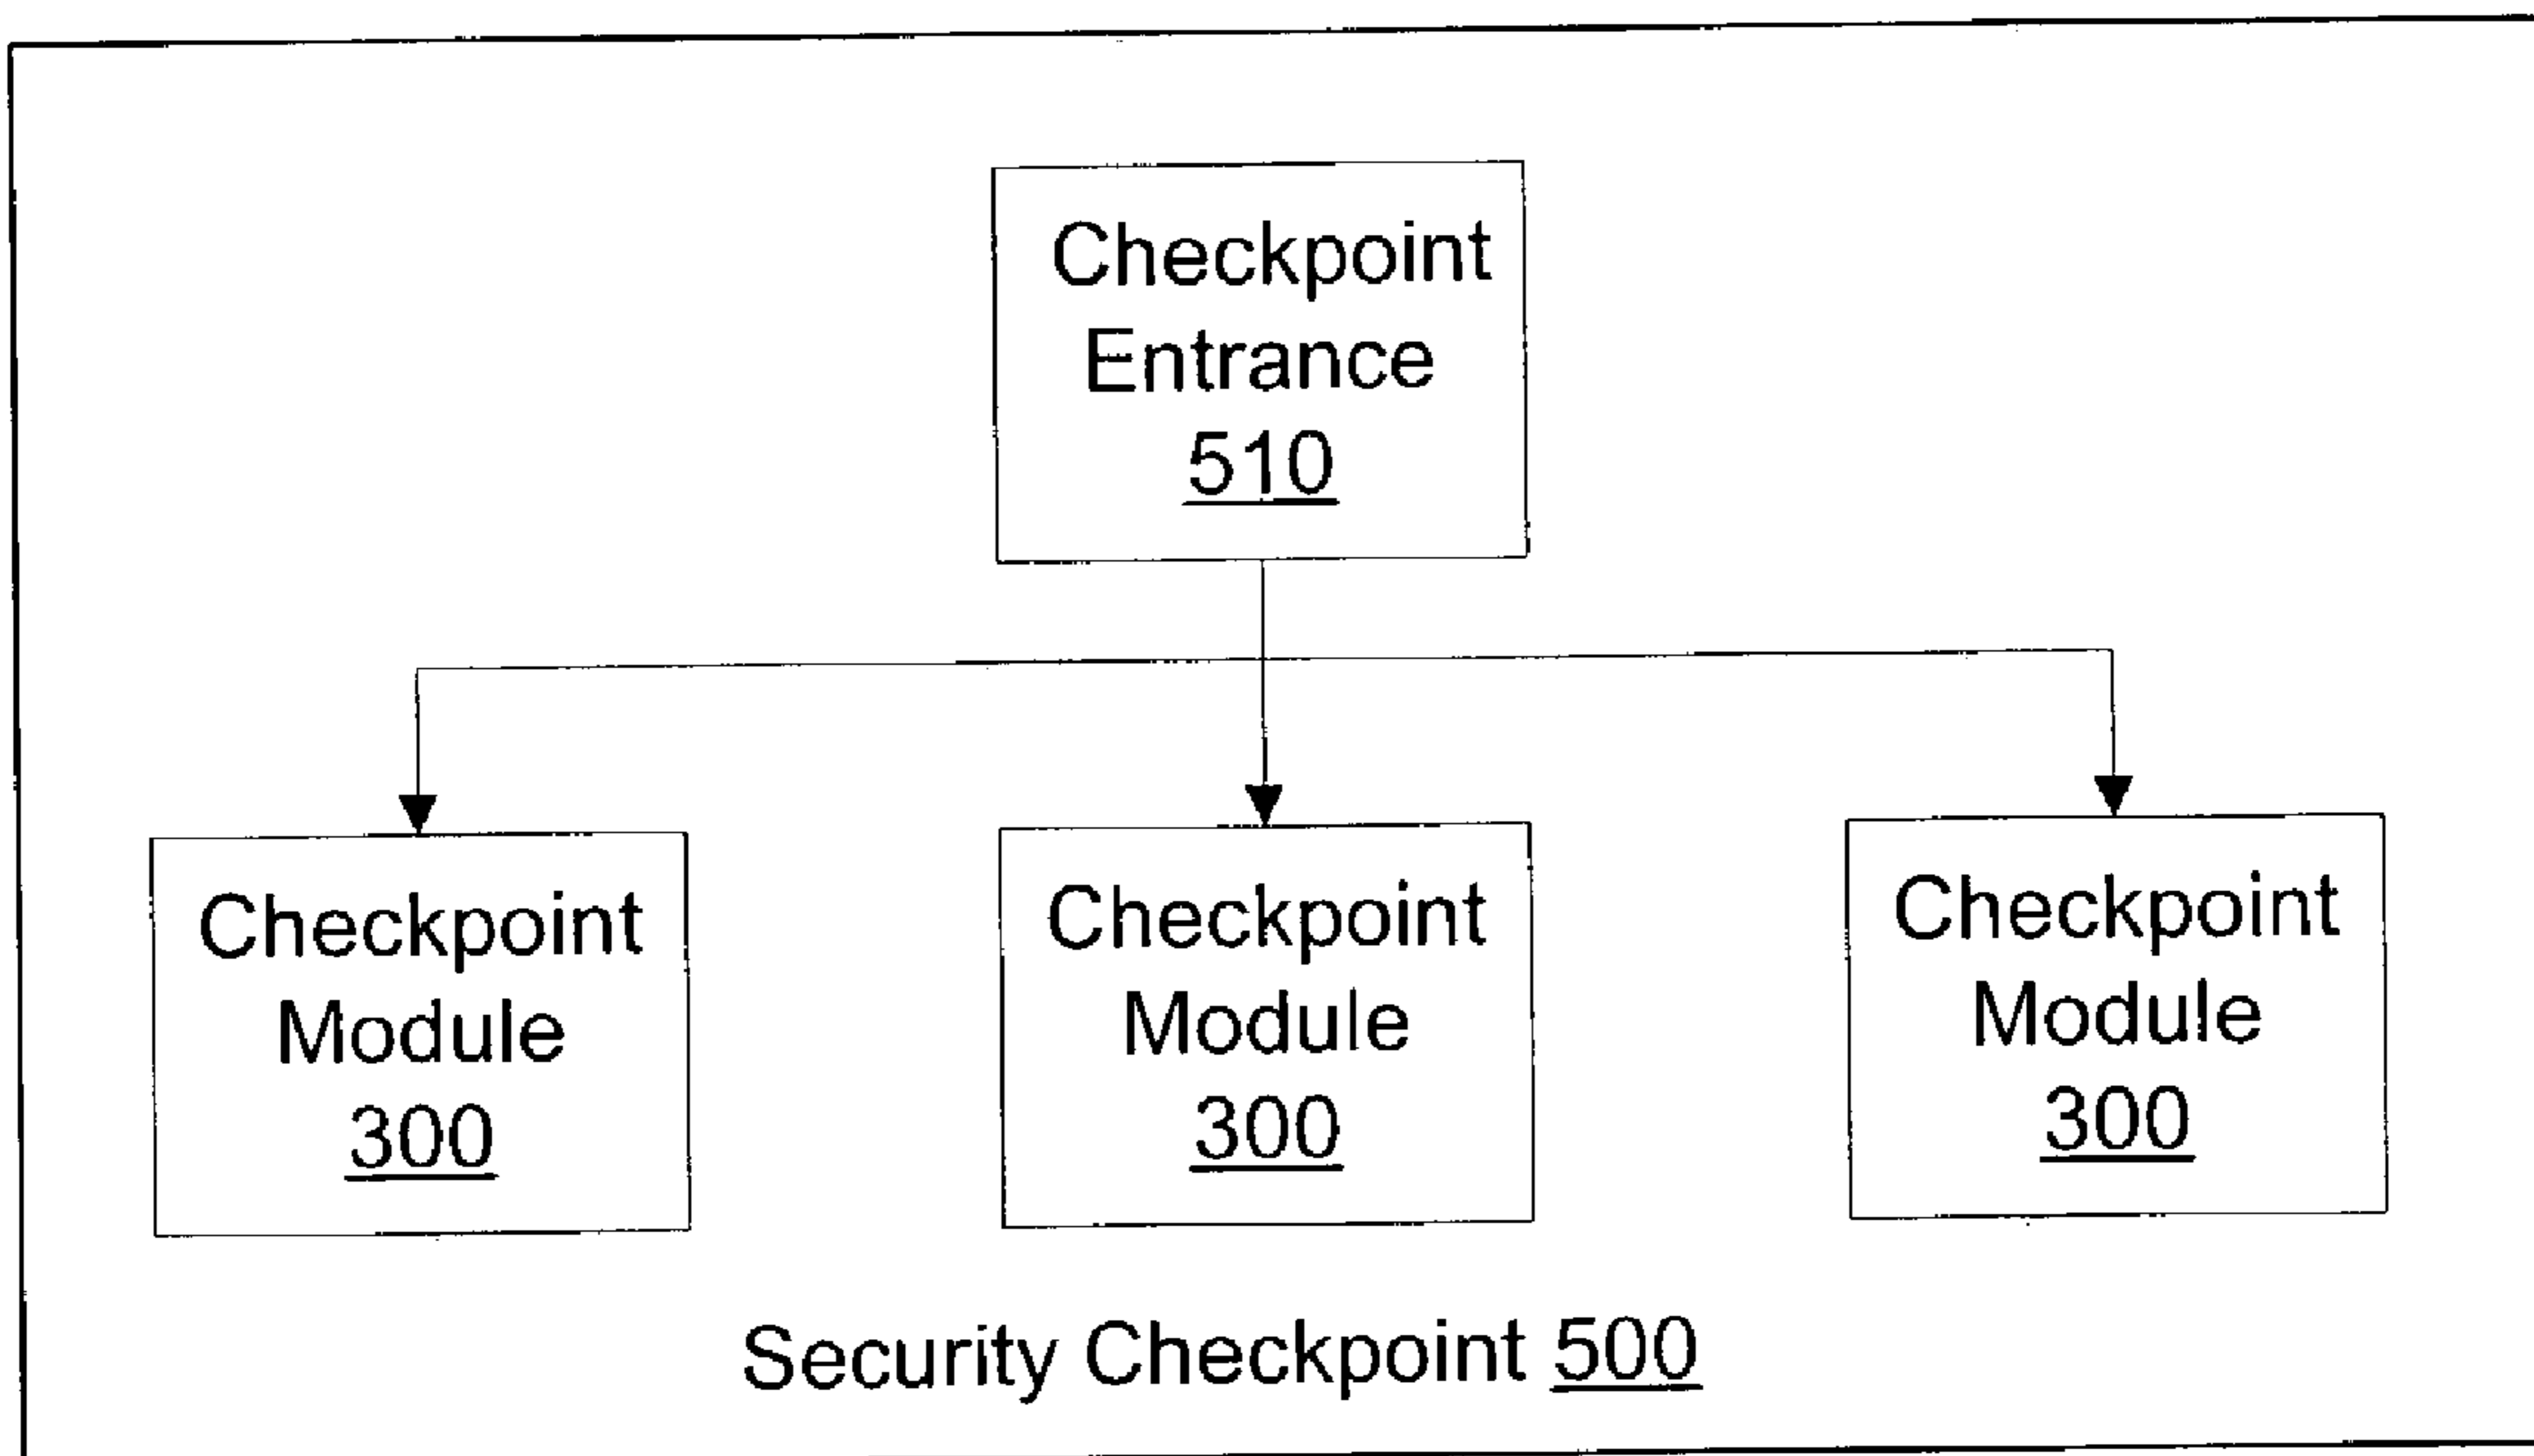 Checkpoint
Entrance
510
Checkpoint
Module
300
Checkpoint
Module
300
Checkpoint
Module
300
Security Checkpoint 500